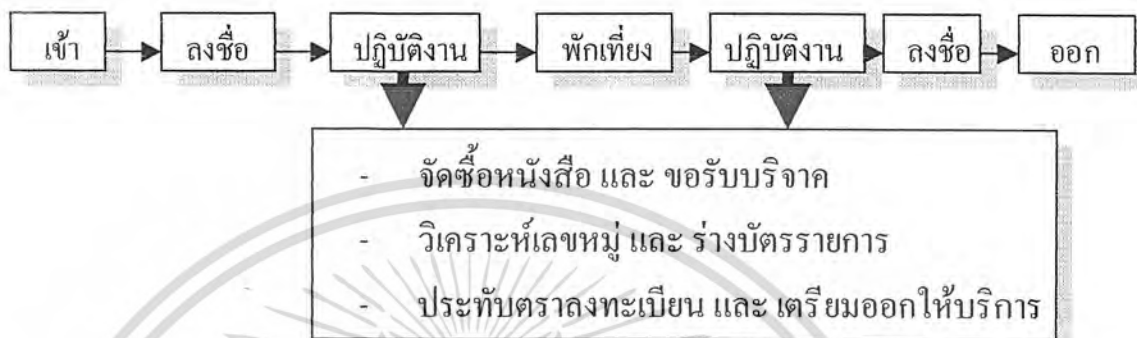 เข้า ลงชื่อ ปฏิบัติงาน พักเที่ยง ปฏิบัติงาน ลงชื่อ ออก
- จัดซื้อหนังสือ และ ขอรับบริจาค
- วิเคราะห์เลขหมู่ และ ร่างบัตรรายการ
- ประทับตราลงทะเบียน และ เตรียมออกให้บริการ